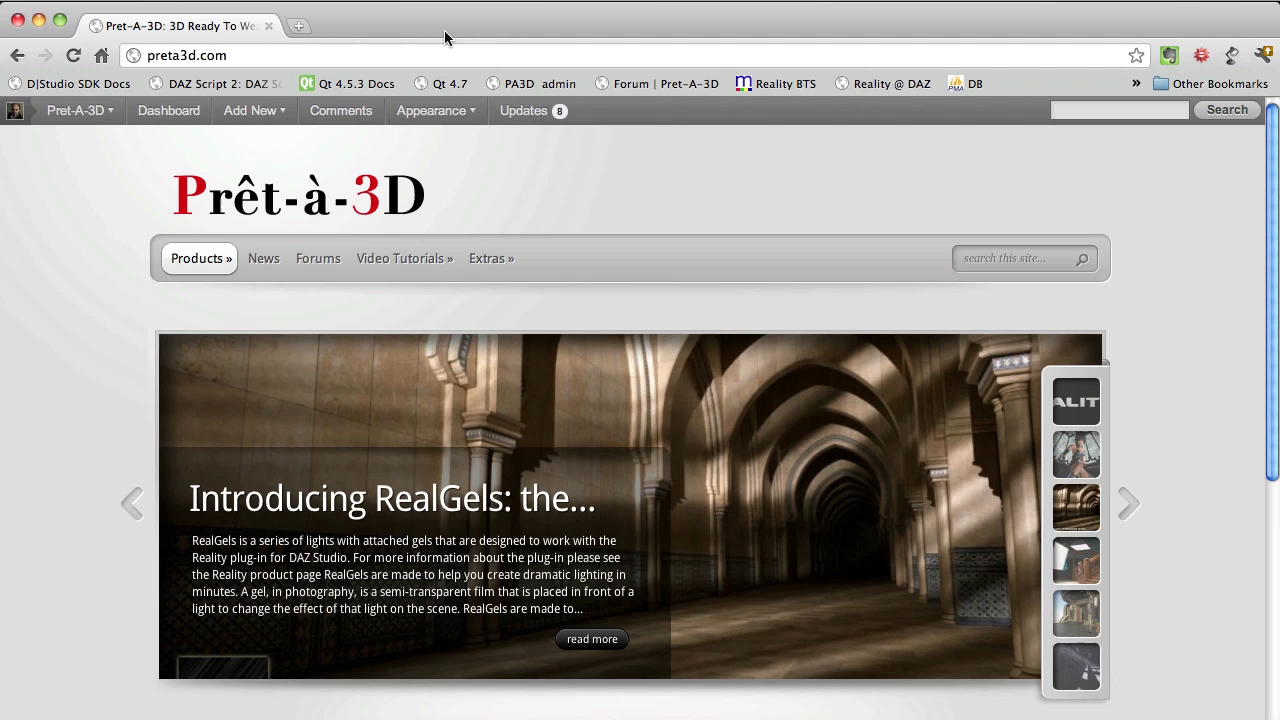 Pret-A-3D: 3D Ready To We
preta3d.com
D|Studio SDK Docs
DAZ Script 2: DAZ S
Qt 4.5.3 Docs
Qt 4.7
PA3D admin
Forum | Pret-A-3D
Reality BTS
Reality @ DAZ
DB
»
Other Bookmarks
Pret-A-3D
Dashboard
Add New
Comments
Appearance
Updates 8
Search
Prêt-à-3D
Products »
News
Forums
Video Tutorials »
Extras »
search this site...
ALIT
Introducing RealGels: the...
RealGels is a series of lights with attached gels that are designed to work with the
Reality plug-in for DAZ Studio. For more information about the plug-in please see
the Reality product page RealGels are made to help you create dramatic lighting in
minutes. A gel, in photography, is a semi-transparent film that is placed in front of a
light to change the effect of that light on the scene. RealGels are made to...
read more